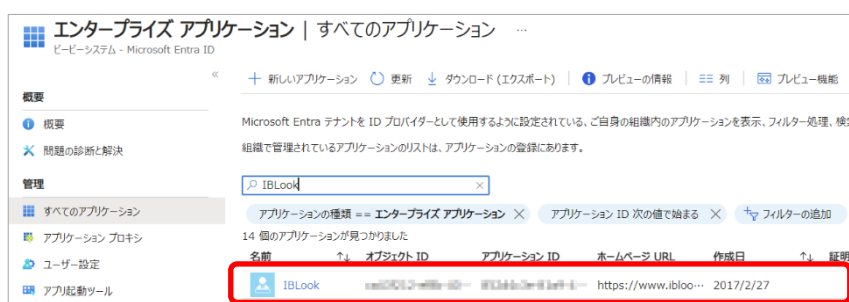 エンタープライズ アプリケーション | すべてのアプリケーション …
ビービーシステム - Microsoft Entra ID
«
＋ 新しいアプリケーション 更新 ダウンロード (エクスポート) プレビューの情報 列 プレビュー機能
概要
概要
問題の診断と解決
管理
すべてのアプリケーション
アプリケーション プロキシ
ユーザー設定
アプリ起動ツール
Microsoft Entra テナントを ID プロバイダーとして使用するように設定されている、ご自身の組織内のアプリケーションを表示、フィルター処理、検
組織で管理されているアプリケーションのリストは、アプリケーションの登録にあります。
IBLook ×
アプリケーションの種類 == エンタープライズ アプリケーション × アプリケーション ID 次の値で始まる × フィルターの追加
14 個のアプリケーションが見つかりました
名前 ↑↓ オブジェクト ID アプリケーション ID ホームページ URL 作成日 ↑↓ 証明
IBLook https://www.ibloo… 2017/2/27